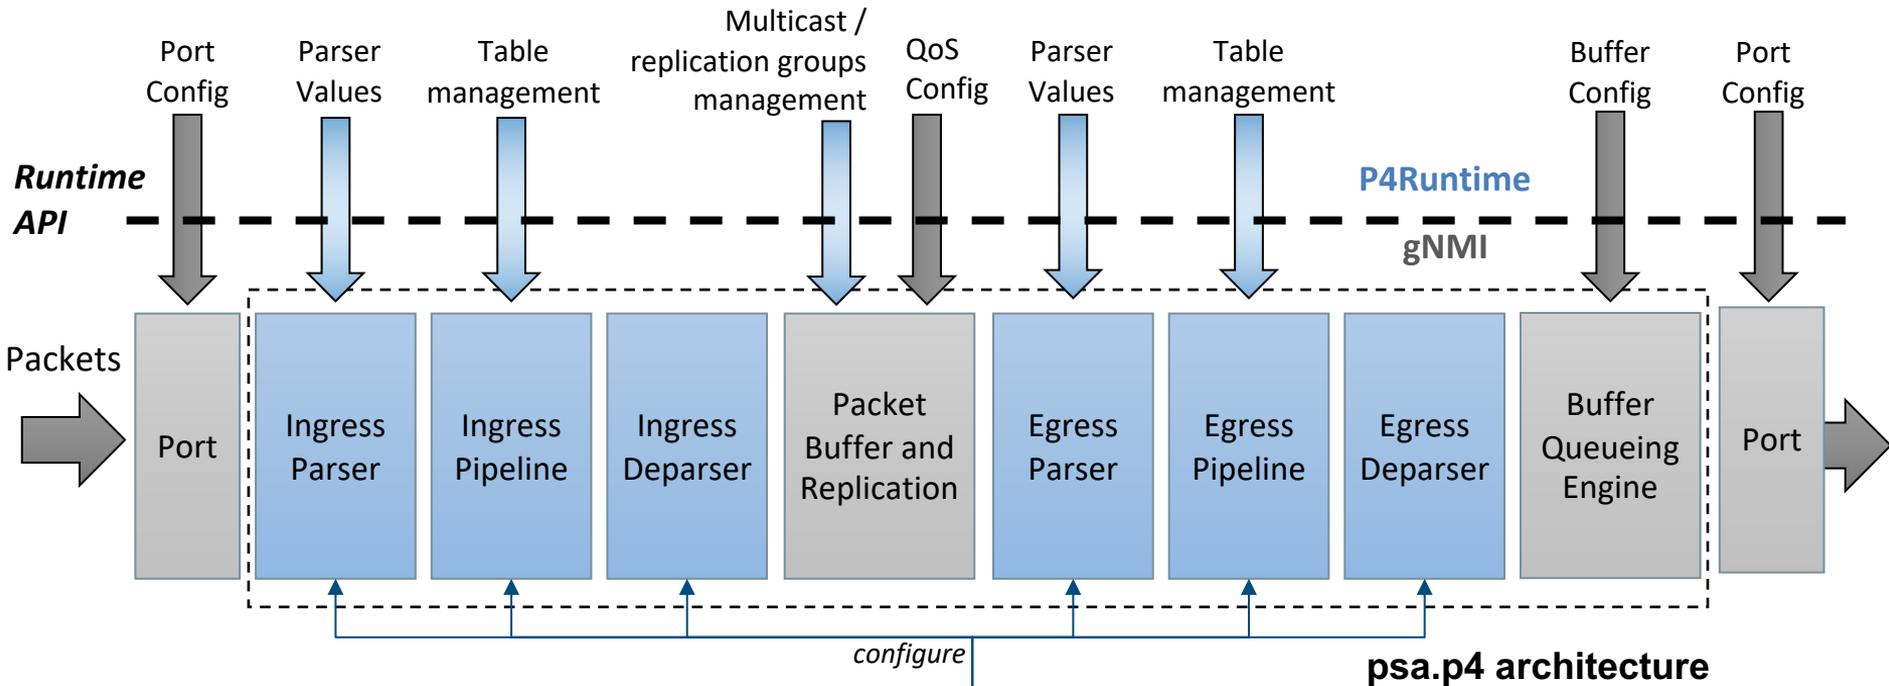 Port
Config
Parser
Values
Table
management
Multicast /
replication groups
management
QoS
Config
Parser
Values
Table
management
Buffer
Config
Port
Config
Runtime
API
P4Runtime
gNMI
Packets
Port
Ingress
Parser
Ingress
Pipeline
Ingress
Deparser
Packet
Buffer and
Replication
Egress
Parser
Egress
Pipeline
Egress
Deparser
Buffer
Queueing
Engine
Port
configure
psa.p4 architecture